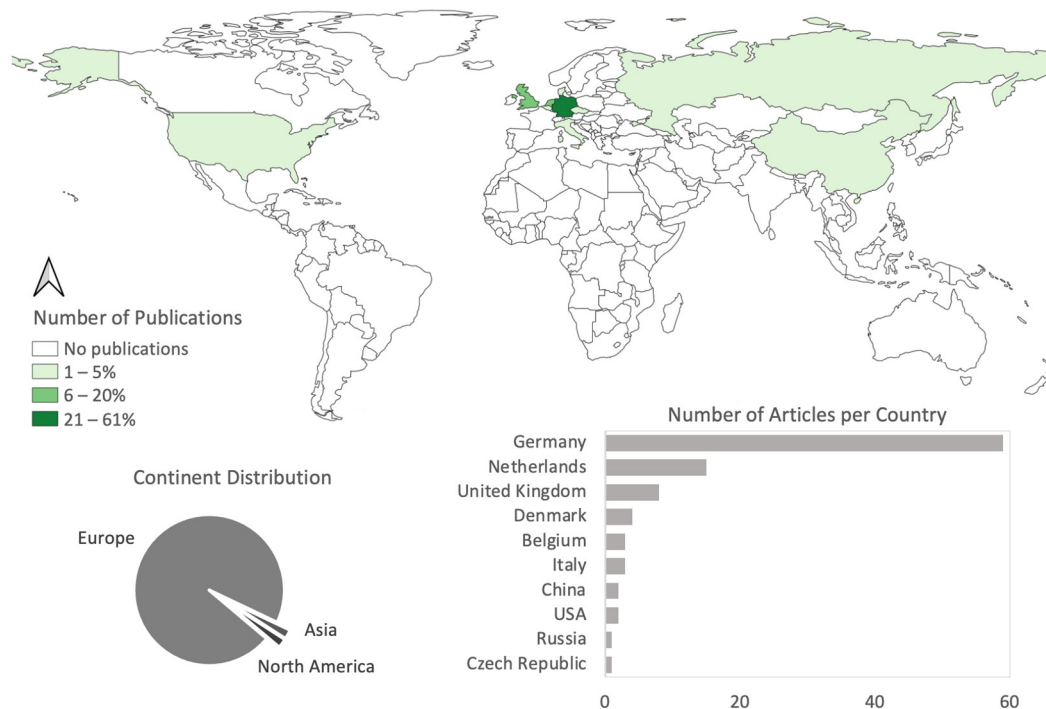 Number of Publications
No publications
1 – 5%
6 – 20%
21 – 61%
Continent Distribution
Europe
Asia
North America
Number of Articles per Country
Germany
Netherlands
United Kingdom
Denmark
Belgium
Italy
China
USA
Russia
Czech Republic
0 20 40 60